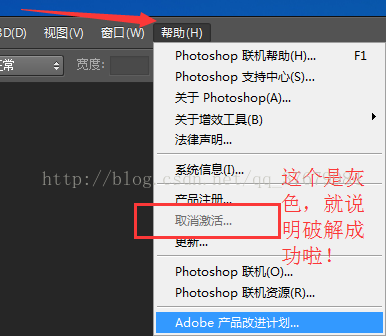 3D(D) 视图(V) 窗口(W) 帮助(H)
正常 宽度:
Photoshop 联机帮助(H)... F1
Photoshop 支持中心(S)...
关于 Photoshop(A)...
关于增效工具(B)
法律声明...
系统信息(I)...
http://blog.csdn.net/qq
产品注册...
取消激活...
更新...
这个是灰
色，就说
明破解成
功啦！
Photoshop 联机(O)...
Photoshop 联机资源(R)...
Adobe 产品改进计划...